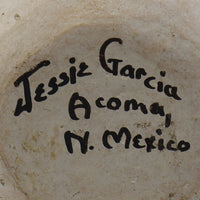 Jessie Garcia
Acoma,
N. Mexico